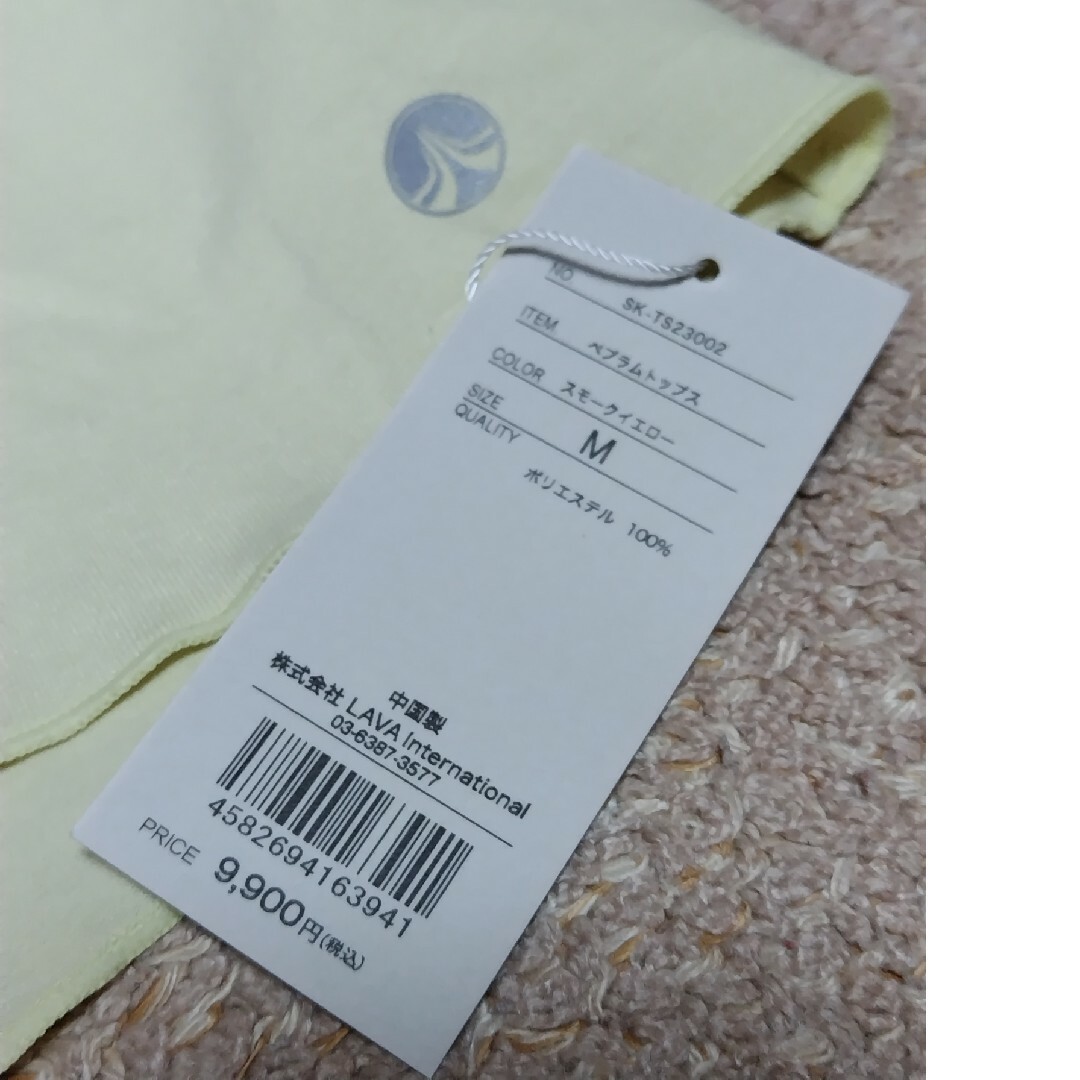 NO SK-TS23002
ITEM ペプラムトップス
COLOR スモークイエロー
SIZE M
QUALITY
ポリエステル 100%
中国製
株式会社 LAVA International
03-6387-3577
4582694163941
PRICE 9,900円(税込)